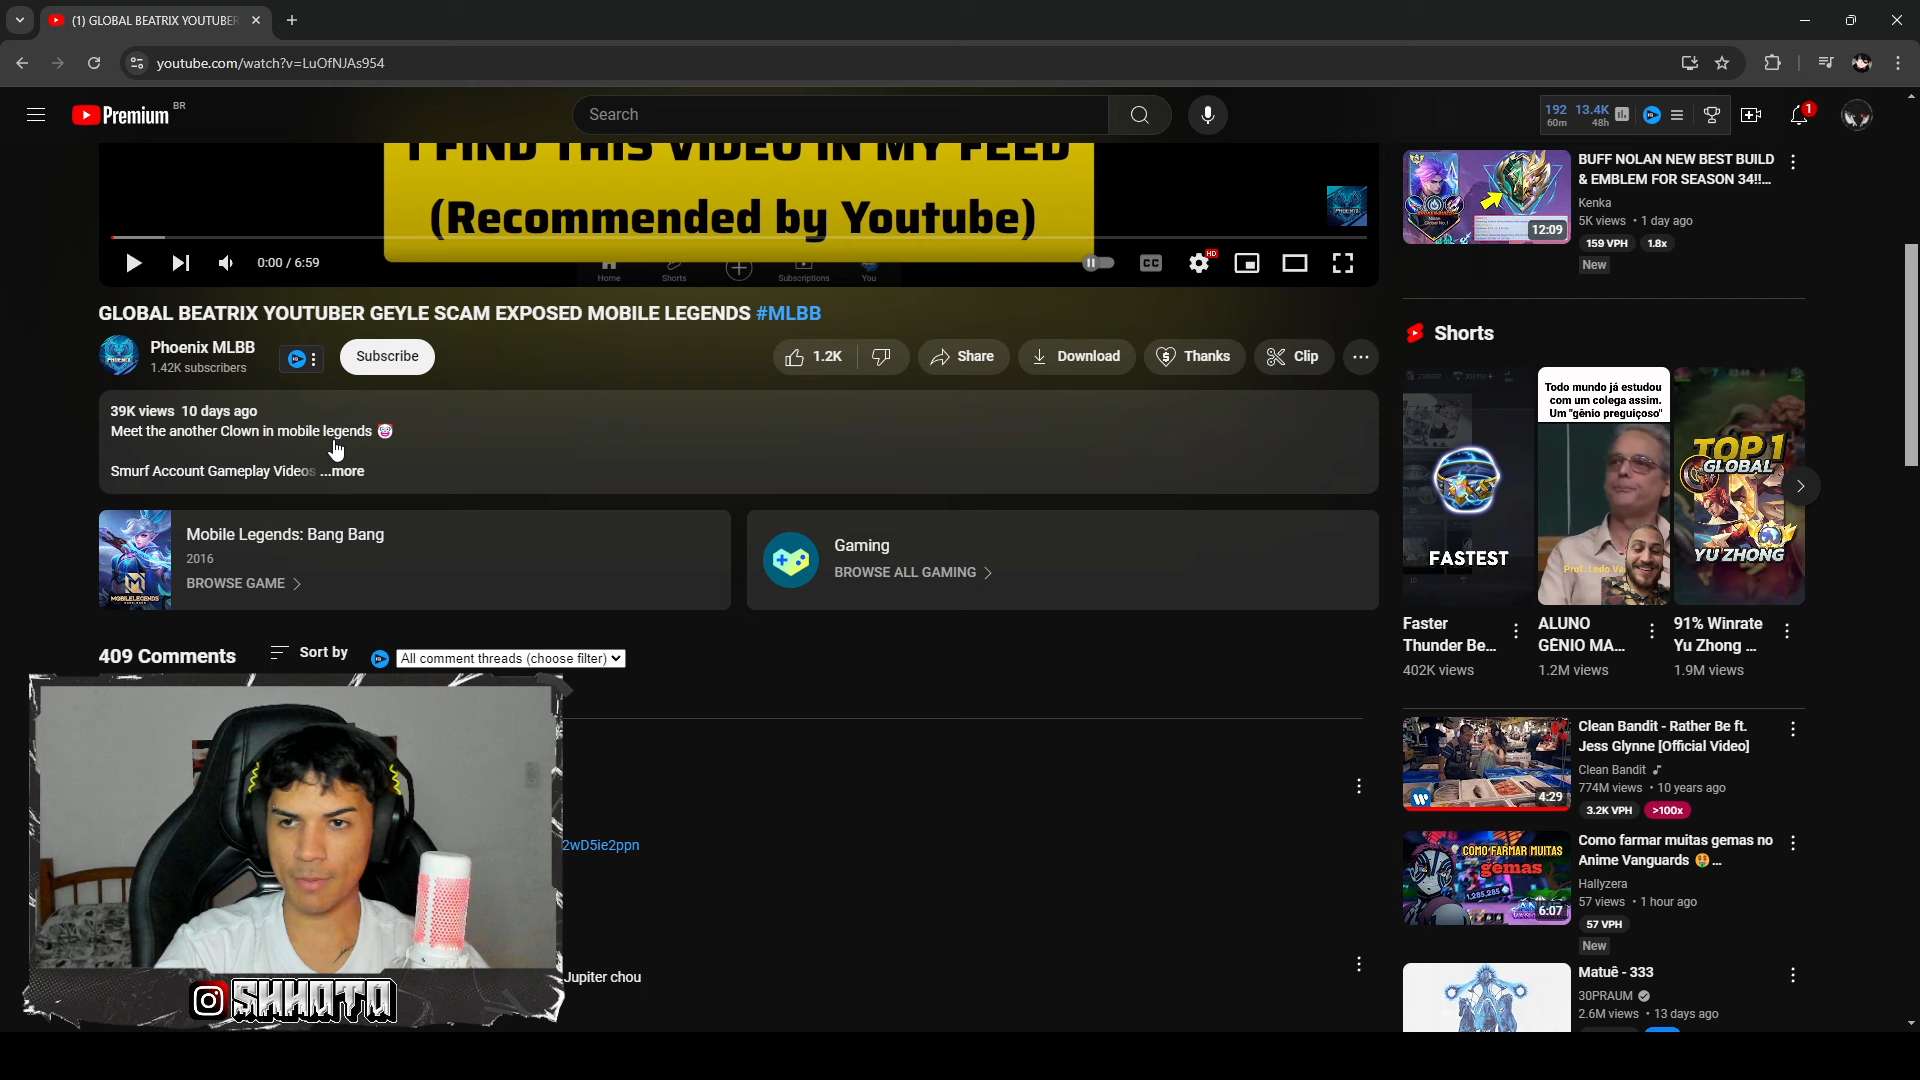 (1) GLOBAL BEATRIX YOUTUBER
youtube.com/watch?v=LuOfNJAs954
Premium BR
Search
192 13.4K
60m 48h
1
I FIND THIS VIDEO IN MY FEED
(Recommended by Youtube)
PHOENIX
0:00 / 6:59
CC
HD
Home Shorts Subscriptions You
GLOBAL BEATRIX YOUTUBER GEYLE SCAM EXPOSED MOBILE LEGENDS #MLBB
Phoenix MLBB
1.42K subscribers
Subscribe
1.2K
Share
Download
Thanks
Clip
39K views 10 days ago
Meet the another Clown in mobile legends 🤡
Smurf Account Gameplay Videos ...more
Mobile Legends: Bang Bang
2016
BROWSE GAME
MOBILE LEGENDS
Gaming
BROWSE ALL GAMING
409 Comments
Sort by
All comment threads (choose filter)
2wD5ie2ppn
Jupiter chou
SHHOTO
12:09
BUFF NOLAN NEW BEST BUILD
& EMBLEM FOR SEASON 34!!...
Kenka
5K views • 1 day ago
159 VPH 1.8x
New
Shorts
FASTEST
Todo mundo já estudou
com um colega assim.
Um "gênio preguiçoso"
TOP 1
GLOBAL
YU ZHONG
Faster
Thunder Be...
402K views
ALUNO
GÊNIO MA...
1.2M views
91% Winrate
Yu Zhong ...
1.9M views
4:29
Clean Bandit - Rather Be ft.
Jess Glynne [Official Video]
Clean Bandit
774M views • 10 years ago
3.2K VPH >100x
COMO FARMAR MUITAS
gemas
1,285,285
6:07
Como farmar muitas gemas no
Anime Vanguards 🤑 ...
Hallyzera
57 views • 1 hour ago
57 VPH
New
Matuê - 333
30PRAUM
2.6M views • 13 days ago